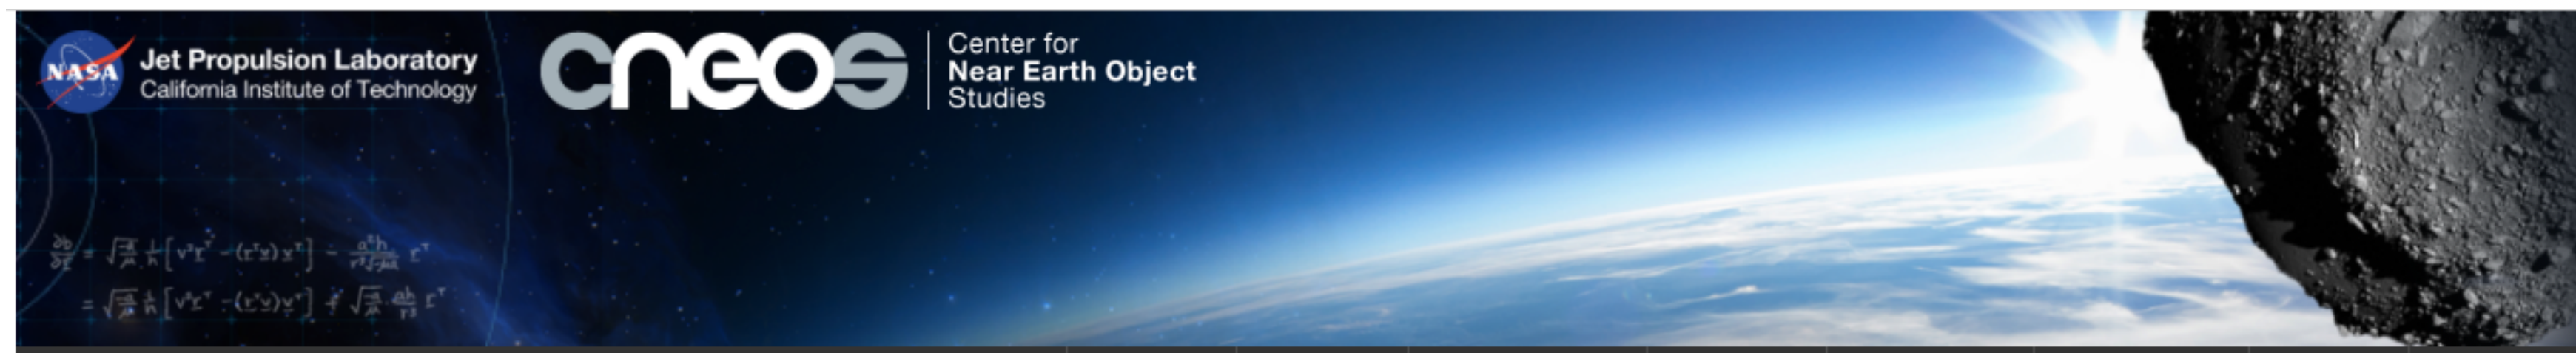 NASA
Jet Propulsion Laboratory
California Institute of Technology
cneos
Center for
Near Earth Object
Studies